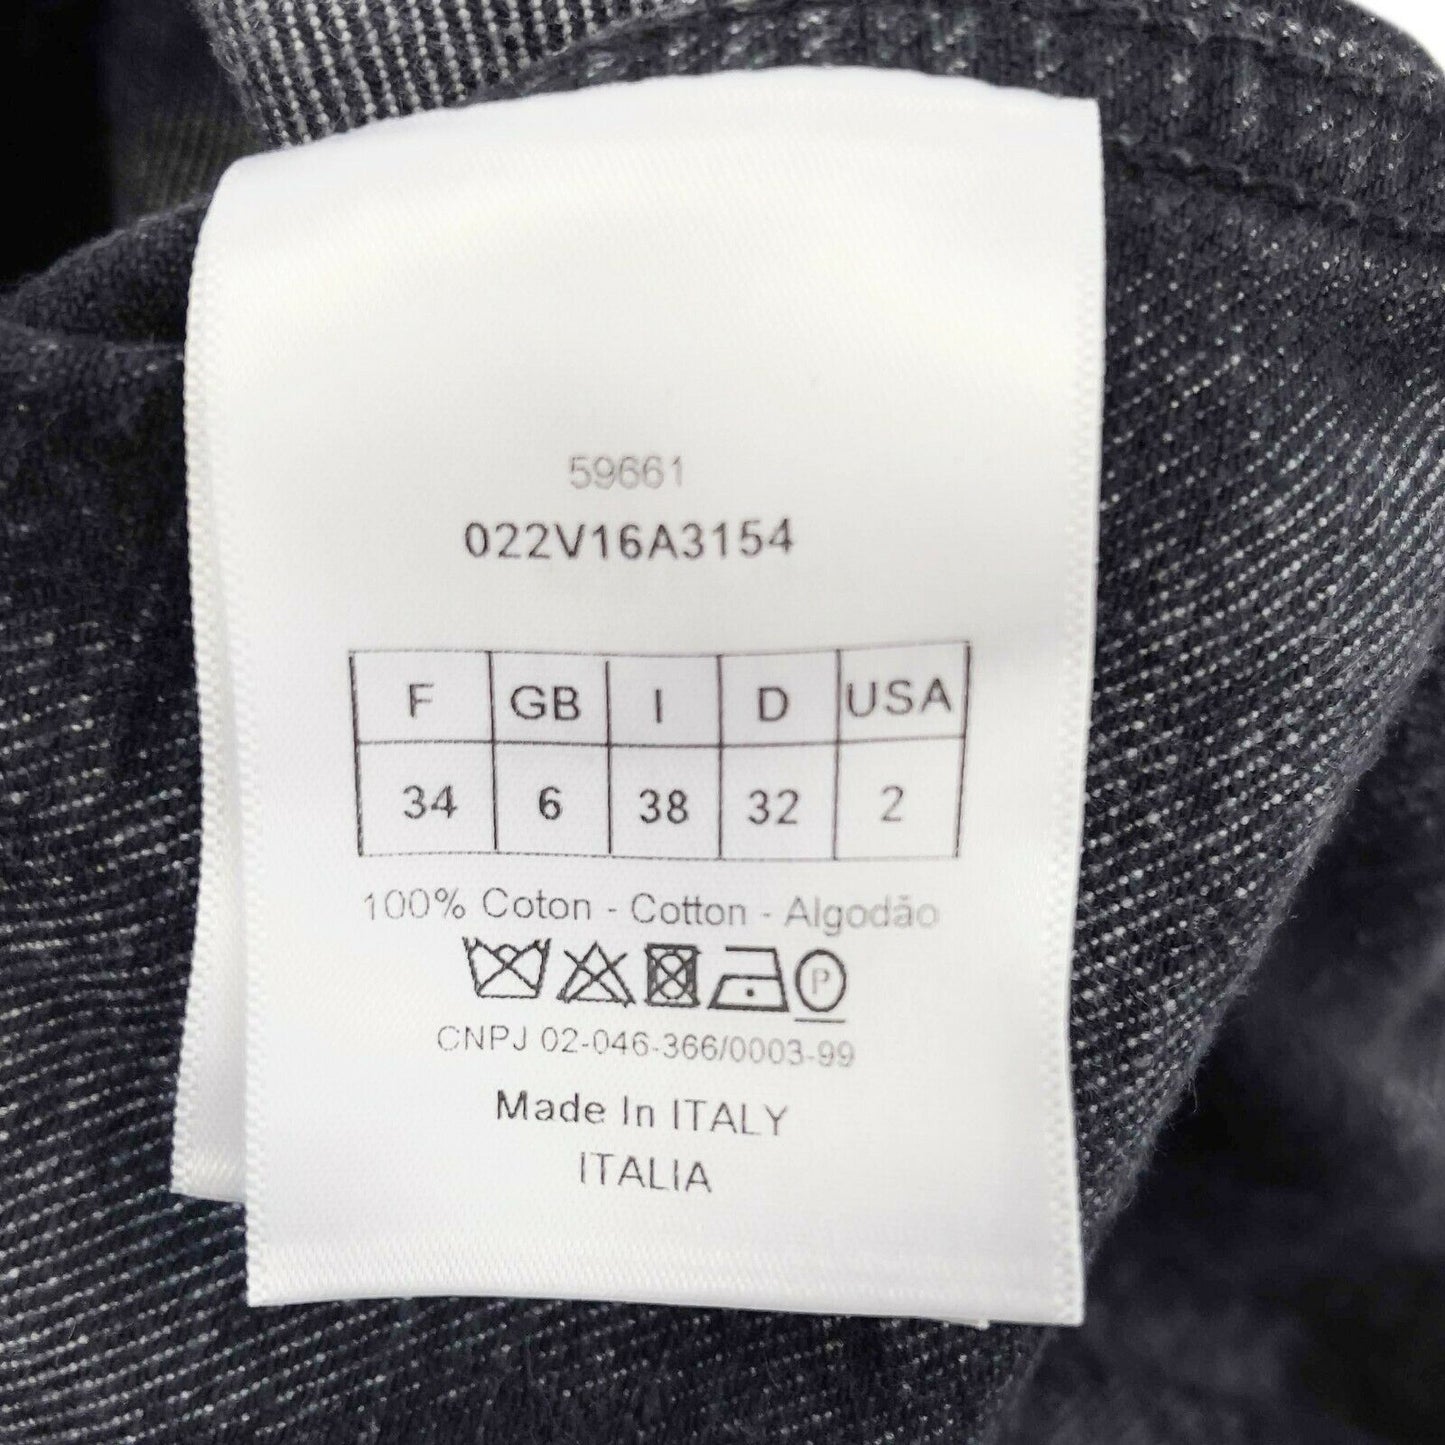 59661
022V16A3154
F GB I D USA
34 6 38 32 2
100% Coton - Cotton - Algodão
P
CNPJ 02-046-366/0003-99
Made In ITALY
ITALIA